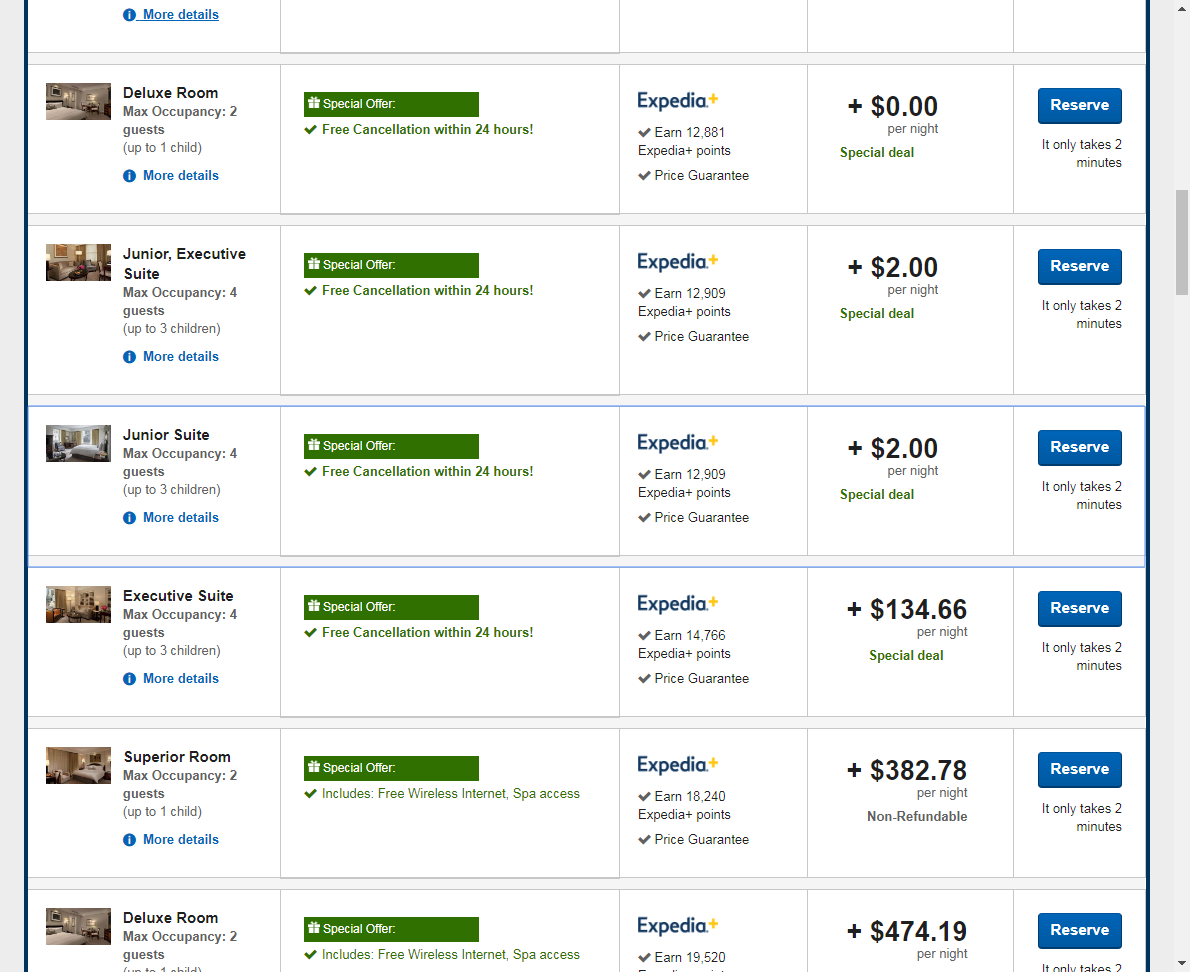 More details
Deluxe Room
Max Occupancy: 2
guests
(up to 1 child)
More details
Special Offer:
Free Cancellation within 24 hours!
Expedia+
Earn 12,881
Expedia+ points
Price Guarantee
+ $0.00
per night
Special deal
Reserve
It only takes 2
minutes
Junior, Executive
Suite
Max Occupancy: 4
guests
(up to 3 children)
More details
Special Offer:
Free Cancellation within 24 hours!
Expedia+
Earn 12,909
Expedia+ points
Price Guarantee
+ $2.00
per night
Special deal
Reserve
It only takes 2
minutes
Junior Suite
Max Occupancy: 4
guests
(up to 3 children)
More details
Special Offer:
Free Cancellation within 24 hours!
Expedia+
Earn 12,909
Expedia+ points
Price Guarantee
+ $2.00
per night
Special deal
Reserve
It only takes 2
minutes
Executive Suite
Max Occupancy: 4
guests
(up to 3 children)
More details
Special Offer:
Free Cancellation within 24 hours!
Expedia+
Earn 14,766
Expedia+ points
Price Guarantee
+ $134.66
per night
Special deal
Reserve
It only takes 2
minutes
Superior Room
Max Occupancy: 2
guests
(up to 1 child)
More details
Special Offer:
Includes: Free Wireless Internet, Spa access
Expedia+
Earn 18,240
Expedia+ points
Price Guarantee
+ $382.78
per night
Non-Refundable
Reserve
It only takes 2
minutes
Deluxe Room
Max Occupancy: 2
guests
(up to 1 child)
Special Offer:
Includes: Free Wireless Internet, Spa access
Expedia+
Earn 19,520
+ $474.19
per night
Reserve
It only takes 2